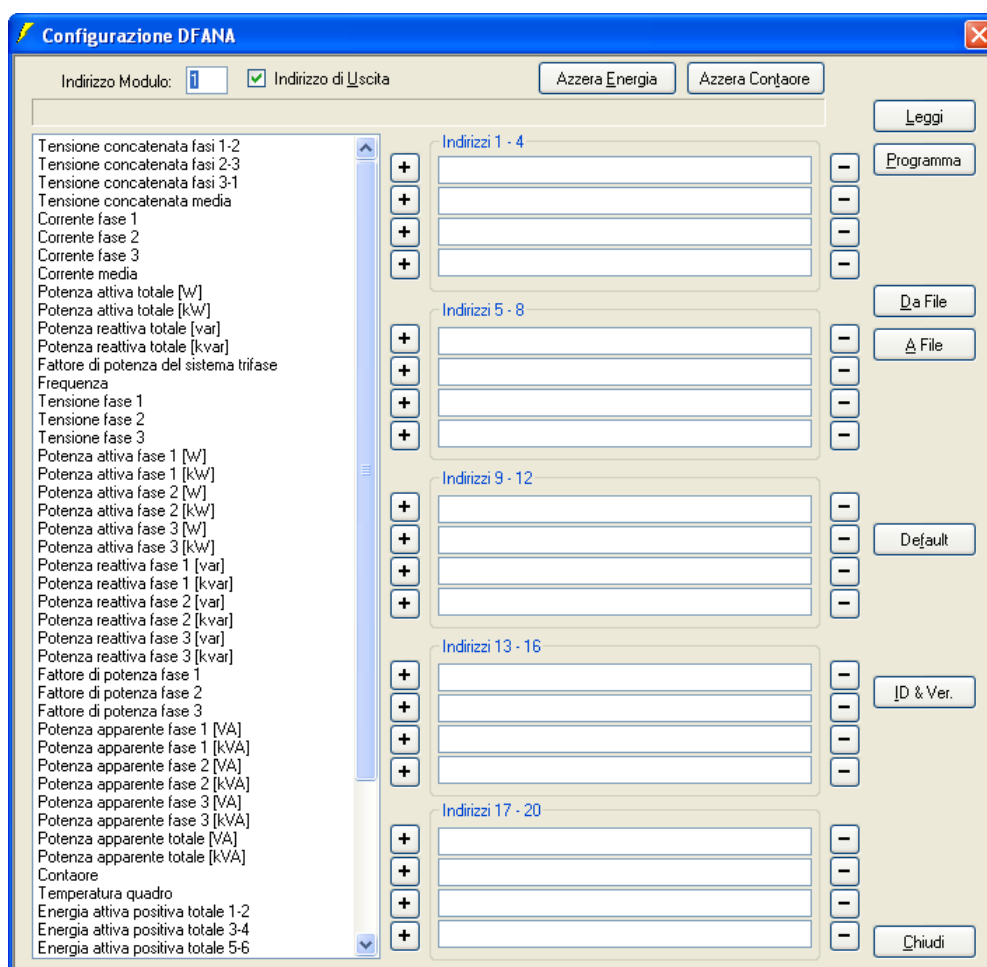 Configurazione DFANA
Indirizzo Modulo: 1 Indirizzo di Uscita Azzera Energia Azzera Contaore
Leggi
Programma
Da File
A File
Default
ID & Ver.
Chiudi
Tensione concatenata fasi 1-2
Tensione concatenata fasi 2-3
Tensione concatenata fasi 3-1
Tensione concatenata media
Corrente fase 1
Corrente fase 2
Corrente fase 3
Corrente media
Potenza attiva totale [W]
Potenza attiva totale [kW]
Potenza reattiva totale [var]
Potenza reattiva totale [kvar]
Fattore di potenza del sistema trifase
Frequenza
Tensione fase 1
Tensione fase 2
Tensione fase 3
Potenza attiva fase 1 [W]
Potenza attiva fase 1 [kW]
Potenza attiva fase 2 [W]
Potenza attiva fase 2 [kW]
Potenza attiva fase 3 [W]
Potenza attiva fase 3 [kW]
Potenza reattiva fase 1 [var]
Potenza reattiva fase 1 [kvar]
Potenza reattiva fase 2 [var]
Potenza reattiva fase 2 [kvar]
Potenza reattiva fase 3 [var]
Potenza reattiva fase 3 [kvar]
Fattore di potenza fase 1
Fattore di potenza fase 2
Fattore di potenza fase 3
Potenza apparente fase 1 [VA]
Potenza apparente fase 1 [kVA]
Potenza apparente fase 2 [VA]
Potenza apparente fase 2 [kVA]
Potenza apparente fase 3 [VA]
Potenza apparente fase 3 [kVA]
Potenza apparente totale [VA]
Potenza apparente totale [kVA]
Contaore
Temperatura quadro
Energia attiva positiva totale 1-2
Energia attiva positiva totale 3-4
Energia attiva positiva totale 5-6
Indirizzi 1 - 4
Indirizzi 5 - 8
Indirizzi 9 - 12
Indirizzi 13 - 16
Indirizzi 17 - 20